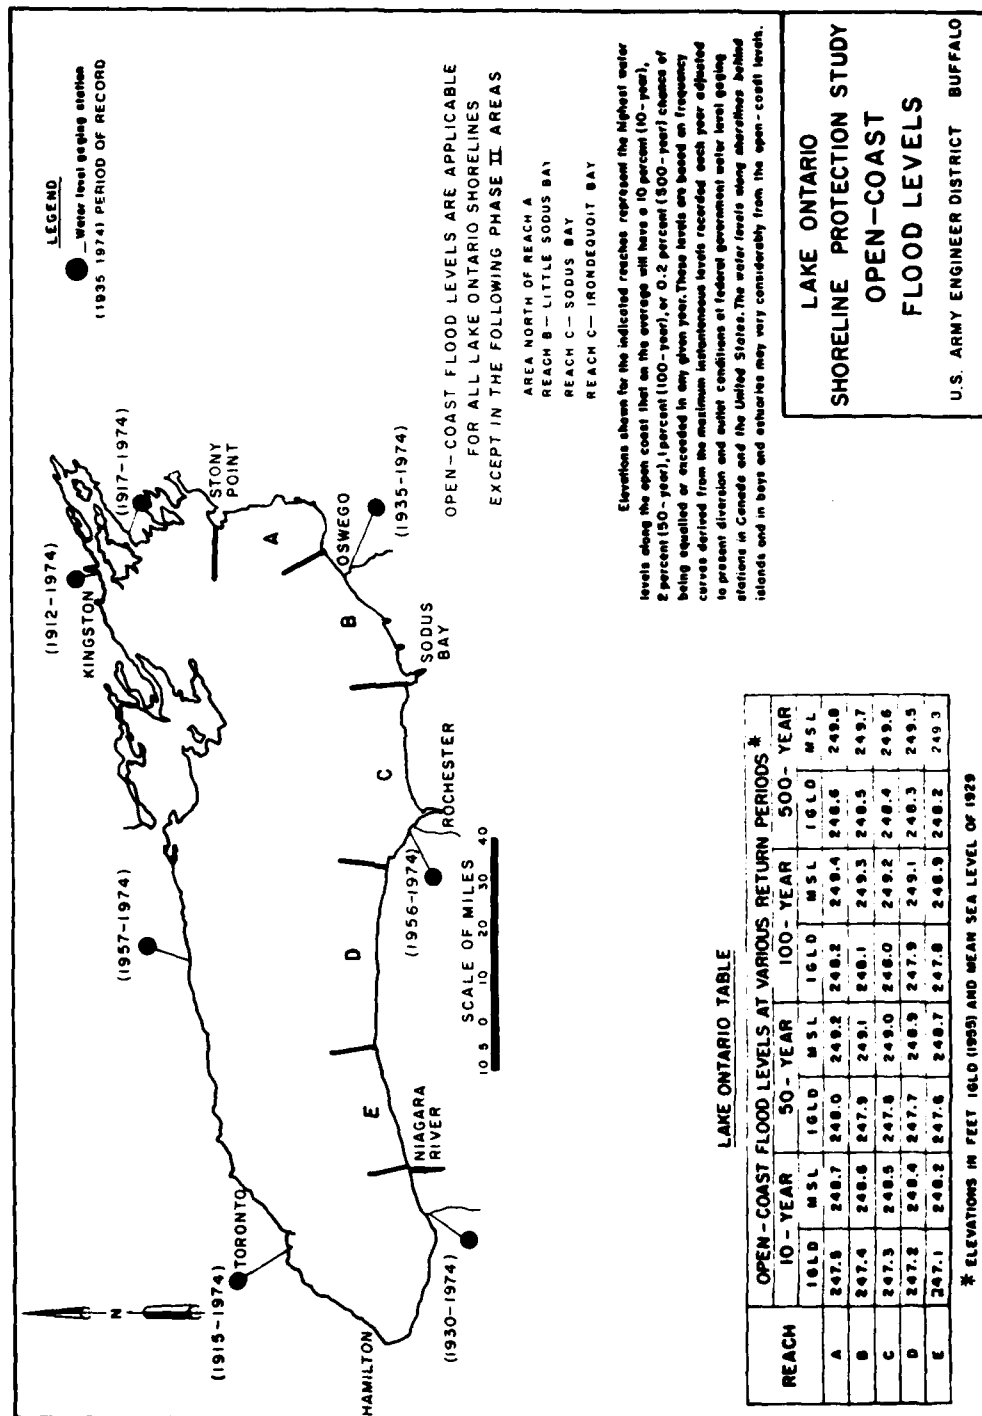 LEGEND
Water level gaging station
(1935 1974) PERIOD OF RECORD
OPEN-COAST FLOOD LEVELS ARE APPLICABLE
FOR ALL LAKE ONTARIO SHORELINES
EXCEPT IN THE FOLLOWING PHASE II AREAS
AREA NORTH OF REACH A
REACH B — LITTLE SODUS BAY
REACH C — SODUS BAY
REACH C — IRONDEQUOIT BAY
Elevations shown for the indicated reaches represent the highest water
levels along the open coast that on the average will have a 10 percent (10-year),
2 percent (50-year), 1 percent (100-year), or 0.2 percent (500-year) chance of
being equalled or exceeded in any given year. These levels are based on frequency
curves derived from the maximum instantaneous levels recorded each year adjusted
to present diversion and outlet conditions at federal government water level gaging
stations in Canada and the United States. The water levels along shorelines behind
islands and in bays and estuaries may vary considerably from the open-coast levels.
LAKE ONTARIO
SHORELINE PROTECTION STUDY
OPEN-COAST
FLOOD LEVELS
U.S. ARMY ENGINEER DISTRICT BUFFALO
N
(1915-1974)
TORONTO
HAMILTON
(1930-1974)
NIAGARA
RIVER
(1957-1974)
(1956-1974)
ROCHESTER
SODUS
BAY
OSWEGO
(1935-1974)
STONY
POINT
(1917-1974)
(1912-1974)
KINGSTON
A
B
C
D
E
SCALE OF MILES
10 5 0 10 20 30 40
LAKE ONTARIO TABLE
REACH OPEN-COAST FLOOD LEVELS AT VARIOUS RETURN PERIODS *
10-YEAR 50-YEAR 100-YEAR 500-YEAR
IGLD MSL IGLD MSL IGLD MSL IGLD MSL
A 247.5 248.7 248.0 249.2 248.2 249.4 248.6 249.8
B 247.4 248.6 247.9 249.1 248.1 249.3 248.5 249.7
C 247.3 248.5 247.8 249.0 248.0 249.2 248.4 249.6
D 247.2 248.4 247.7 248.9 247.9 249.1 248.3 249.5
E 247.1 248.2 247.6 248.7 247.8 248.9 248.2 249.3
* ELEVATIONS IN FEET IGLD (1955) AND MEAN SEA LEVEL OF 1929